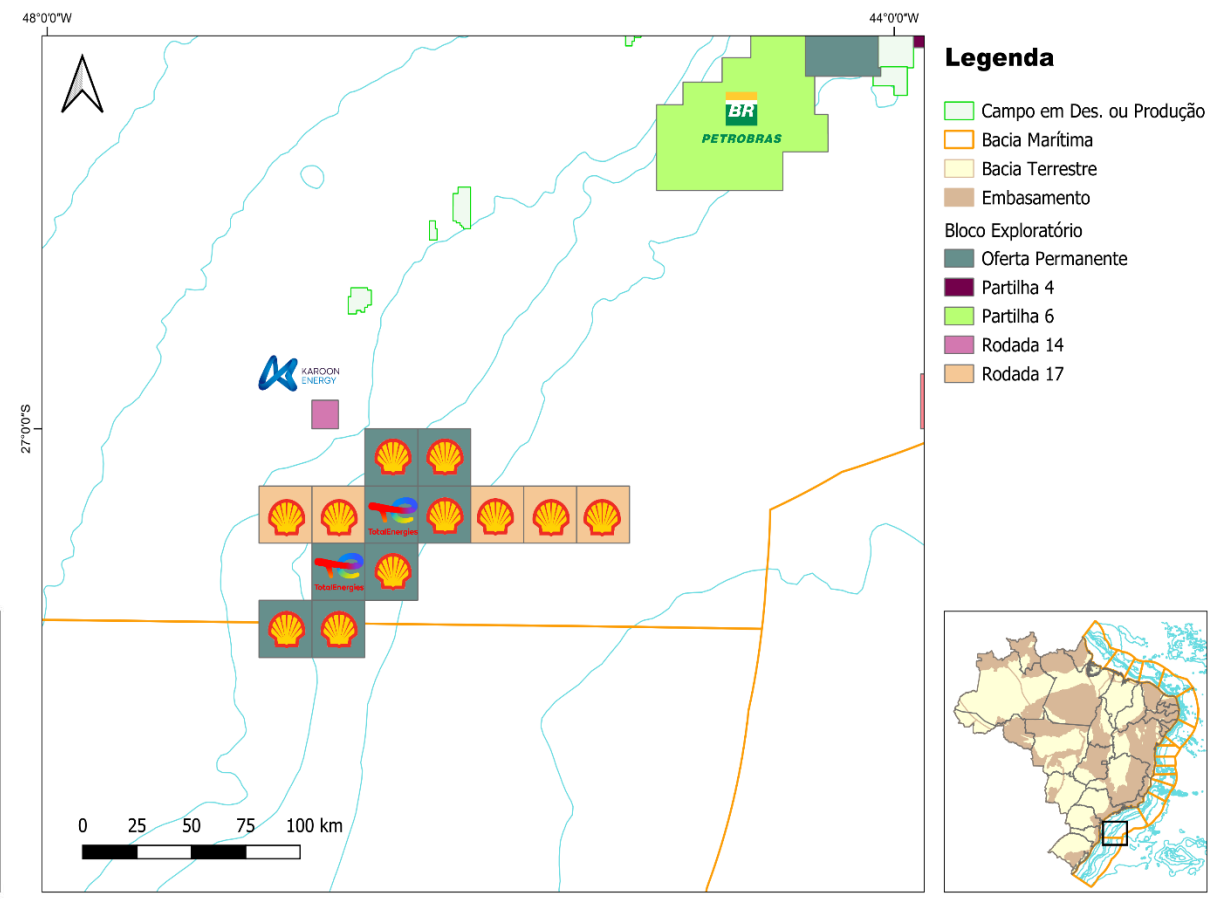 48°0'0"W
44°0'0"W
27°0'0"S
BR
PETROBRAS
KAROON
ENERGY
TotalEnergies
TotalEnergies
0 25 50 75 100 km
Legenda
Campo em Des. ou Produção
Bacia Marítima
Bacia Terrestre
Embasamento
Bloco Exploratório
Oferta Permanente
Partilha 4
Partilha 6
Rodada 14
Rodada 17